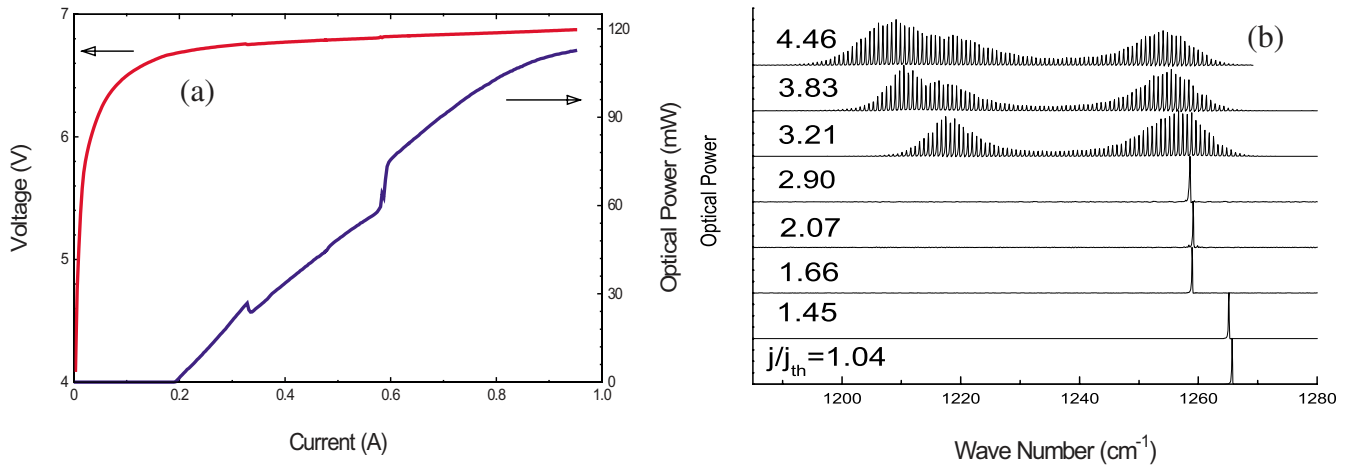 7
6
5
4
Voltage (V)
(a)
120
90
60
30
0
Optical Power (mW)
0.0 0.2 0.4 0.6 0.8 1.0
Current (A)
(b)
Optical Power
4.46
3.83
3.21
2.90
2.07
1.66
1.45
j/jth=1.04
1200 1220 1240 1260 1280
Wave Number (cm-1)